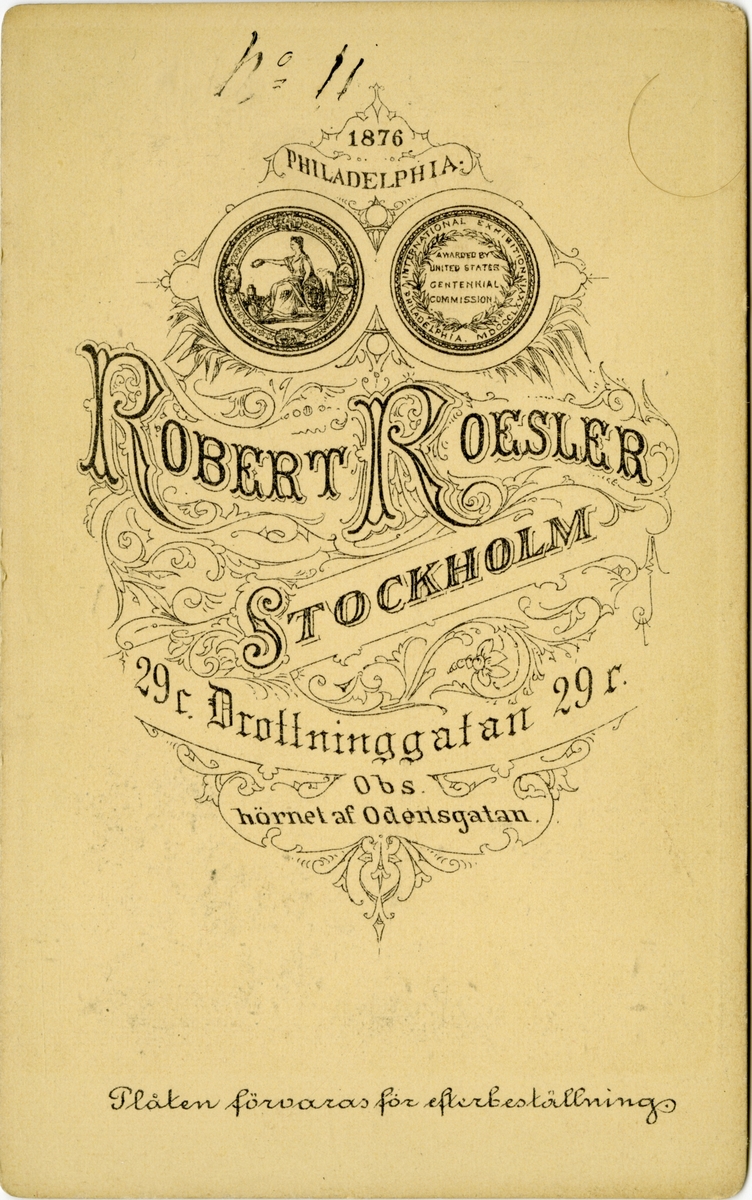 No 11
1876
PHILADELPHIA.
INTERNATIONAL EXHIBITION
PHILADELPHIA, MDCCCLXXVI
AWARDED BY
UNITED STATES
CENTENNIAL
COMMISSION.
ROBERT ROESLER
STOCKHOLM
29 c. Drottninggatan 29 c.
Obs.
hörnet af Odensgatan.
Plåten förvaras för efterbeställning.